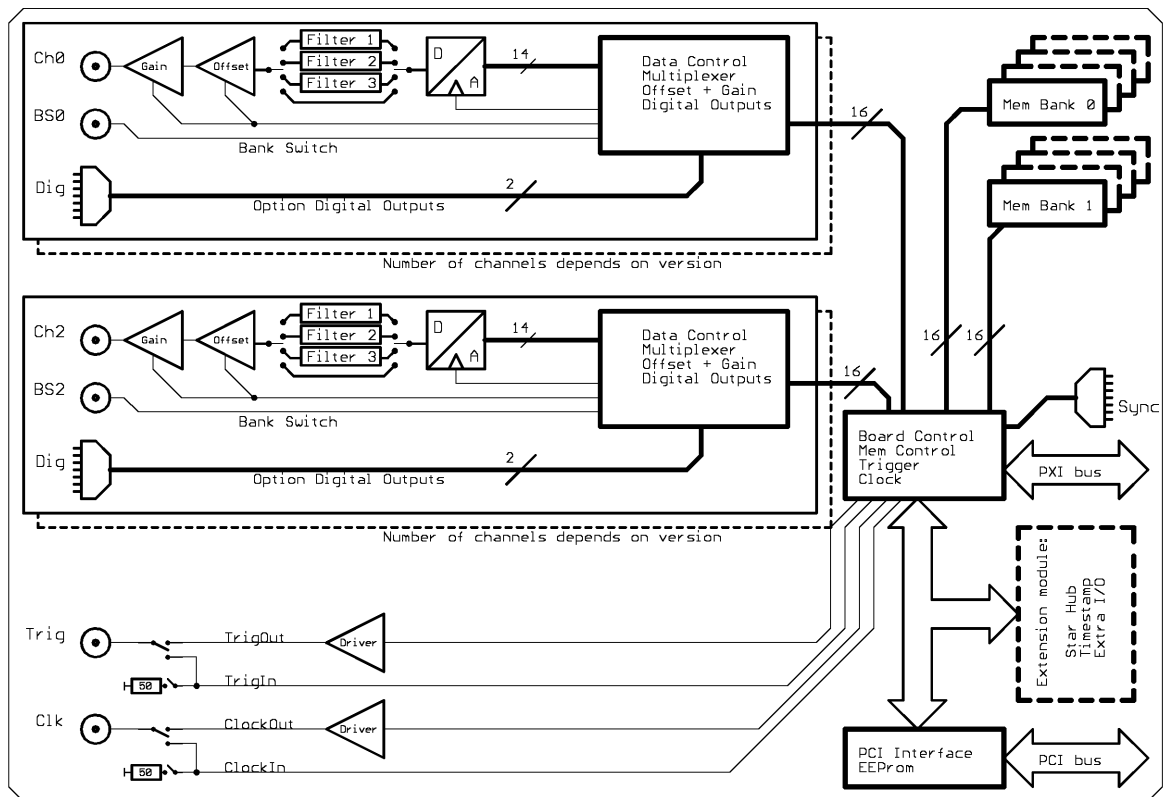 Ch0
Gain
Offset
Filter 1
Filter 2
Filter 3
D
A
14
Data Control
Multiplexer
Offset + Gain
Digital Outputs
16
Mem Bank 0
BS0
Bank Switch
Dig
2
Option Digital Outputs
Mem Bank 1
Number of channels depends on version
Ch2
Gain
Offset
Filter 1
Filter 2
Filter 3
D
A
14
Data Control
Multiplexer
Offset + Gain
Digital Outputs
16
16
16
BS2
Bank Switch
Sync
Dig
2
Option Digital Outputs
Board Control
Mem Control
Trigger
Clock
PXI bus
Number of channels depends on version
Extension module:
Star Hub
Timestamp
Extra I/O
Trig
TrigOut
Driver
50
TrigIn
Clk
ClockOut
Driver
50
ClockIn
PCI Interface
EEProm
PCI bus